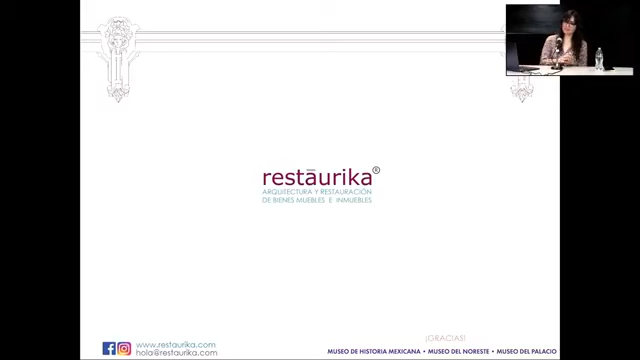 restāurika®
ARQUITECTURA Y RESTAURACIÓN
DE BIENES MUEBLES E INMUEBLES
¡GRACIAS!
www.restaurika.com
hola@restaurika.com
MUSEO DE HISTORIA MEXICANA • MUSEO DEL NORESTE • MUSEO DEL PALACIO